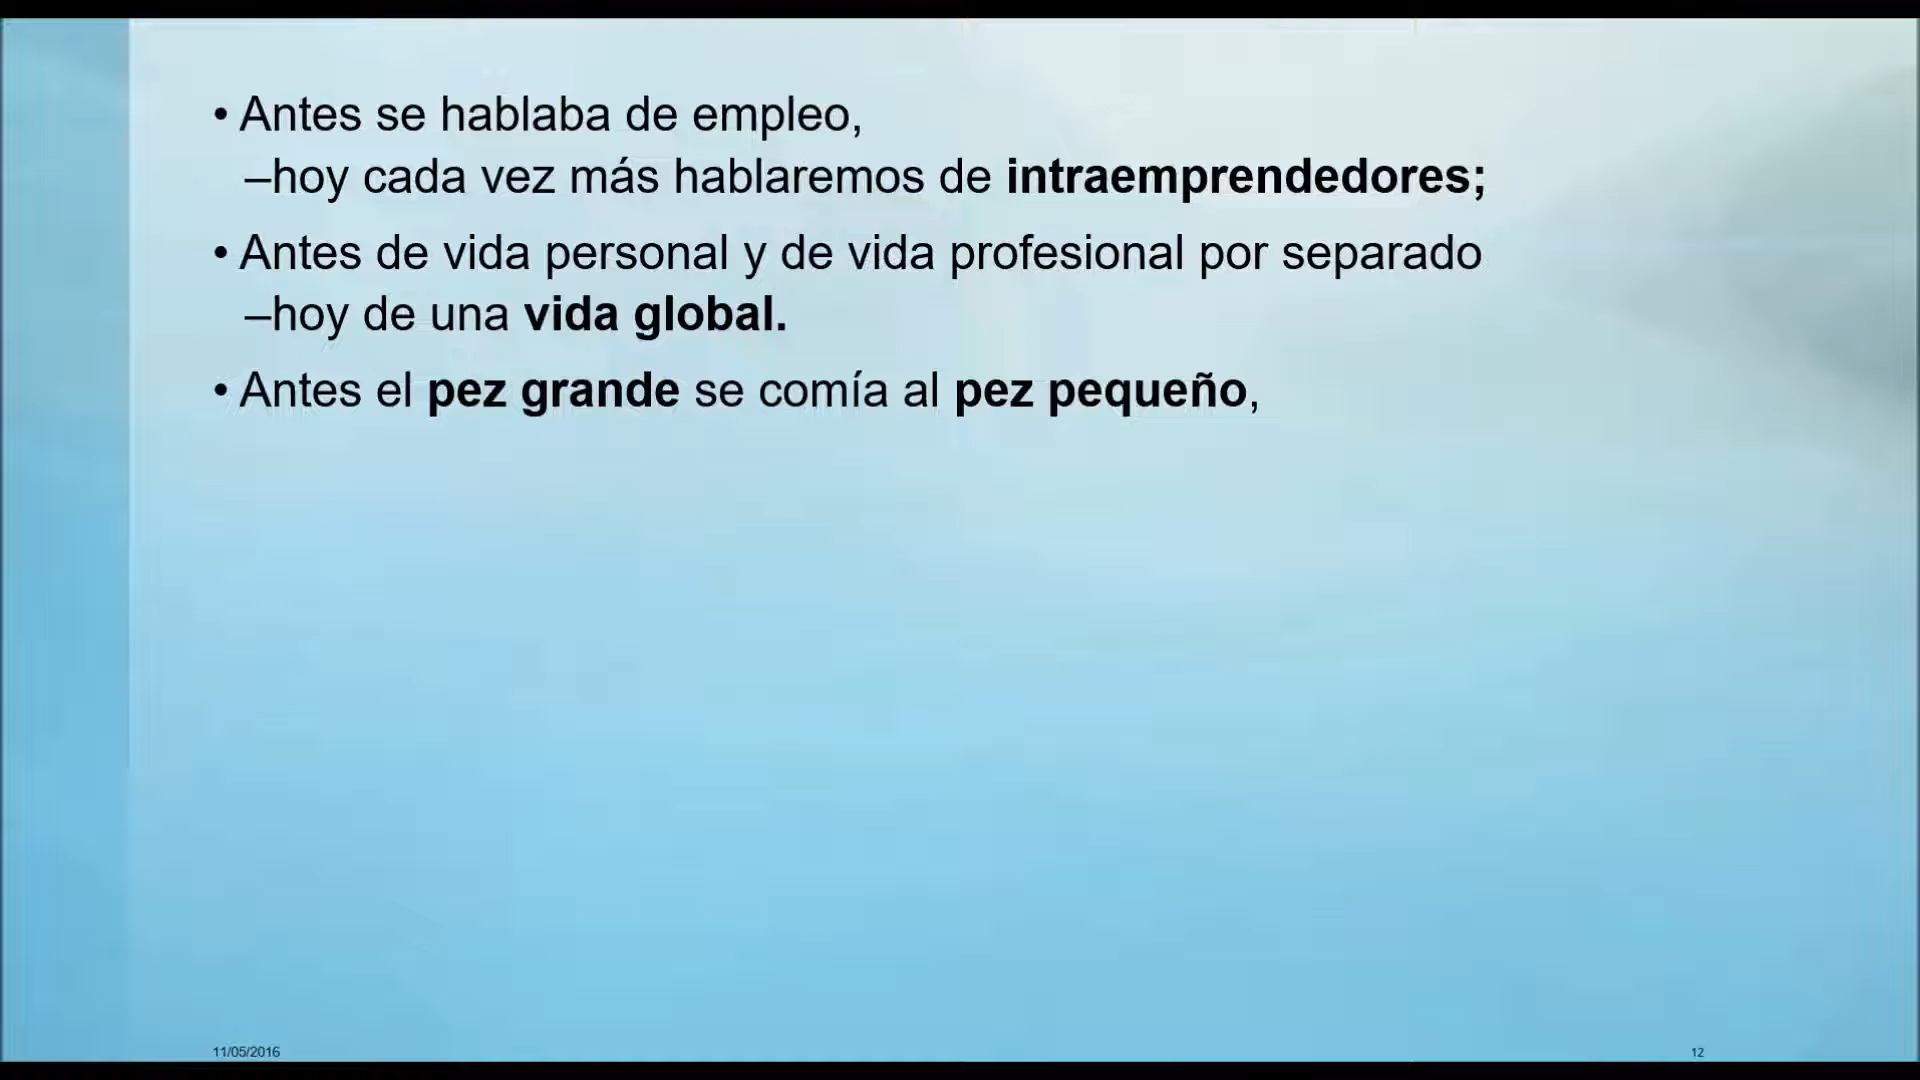 • Antes se hablaba de empleo,
–hoy cada vez más hablaremos de intraemprendedores;
• Antes de vida personal y de vida profesional por separado
–hoy de una vida global.
• Antes el pez grande se comía al pez pequeño,
11/05/2016
12